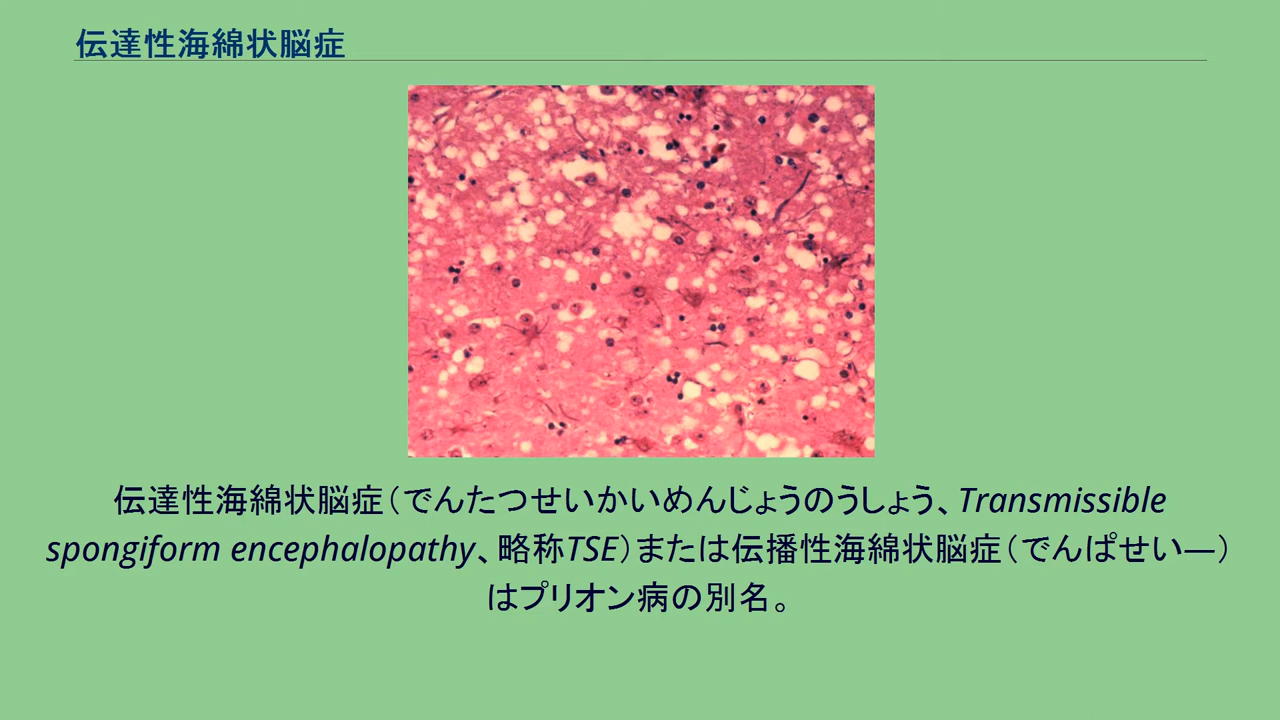 伝達性海綿状脳症
伝達性海綿状脳症（でんたつせいかいめんじょうのうしょう、Transmissible
spongiform encephalopathy、略称TSE）または伝播性海綿状脳症（でんぱせい—）
はプリオン病の別名。